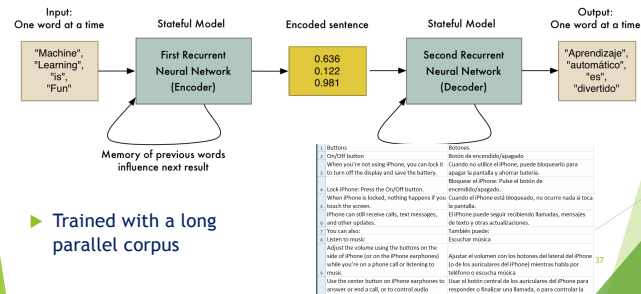 Input:
One word at a time
Stateful Model
Encoded sentence
Stateful Model
Output:
One word at a time
"Machine",
"Learning",
"is",
"Fun"
First Recurrent
Neural Network
(Encoder)
0.636
0.122
0.981
Second Recurrent
Neural Network
(Decoder)
"Aprendizaje",
"automático",
"es",
"divertido"
Memory of previous words
influence next result
Trained with a long
parallel corpus
1 Buttons Botones
2 On/Off button Botón de encendido/apagado
When you're not using iPhone, you can lock it Cuando no utilice el iPhone, puede bloquearlo para
3 to turn off the display and save the battery. apagar la pantalla y ahorrar batería.
Bloquear el iPhone: Pulse el botón de
4 Lock iPhone: Press the On/Off button. encendido/apagado.
When iPhone is locked, nothing happens if you Cuando el iPhone está bloqueado, no ocurre nada si toca
5 touch the screen. la pantalla.
iPhone can still receive calls, text messages, El iPhone puede seguir recibiendo llamadas, mensajes
6 and other updates. de texto y otras actualizaciones.
7 You can also: También puede:
8 Listen to music Escuchar música
Adjust the volume using the buttons on the
side of iPhone (or on the iPhone earphones) Ajustar el volumen con los botones del lateral del iPhone
while you're on a phone call or listening to (o de los auriculares del iPhone) mientras habla por
9 music teléfono o escucha música
Use the center button on iPhone earphones to Usar el botón central de los auriculares del iPhone para
answer or end a call, or to control audio responder o finalizar una llamada, o para controlar la
37